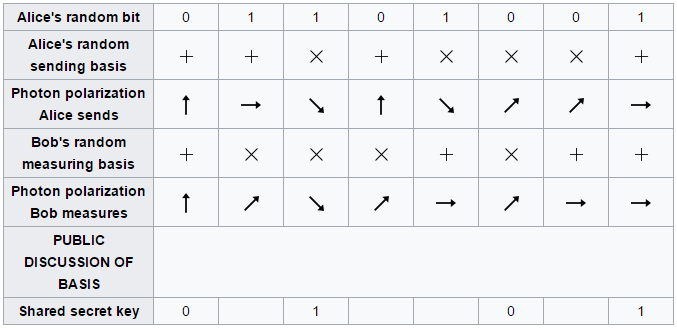 Alice's random bit 0 1 1 0 1 0 0 1
Alice's random
sending basis + + × + × × × +
Photon polarization
Alice sends ↑ → ↘ ↑ ↘ ↗ ↗ →
Bob's random
measuring basis + × × × + × + +
Photon polarization
Bob measures ↑ ↗ ↘ ↗ → ↗ → →
PUBLIC
DISCUSSION OF
BASIS
Shared secret key 0 1 0 1